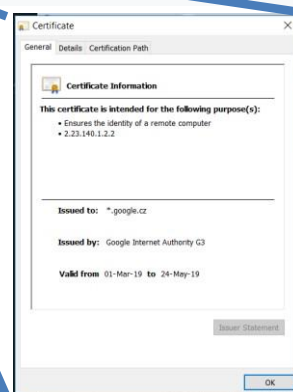 Certificate
General Details Certification Path
Certificate Information
This certificate is intended for the following purpose(s):
• Ensures the identity of a remote computer
• 2.23.140.1.2.2
Issued to: *.google.cz
Issued by: Google Internet Authority G3
Valid from 01-Mar-19 to 24-May-19
Issuer Statement
OK